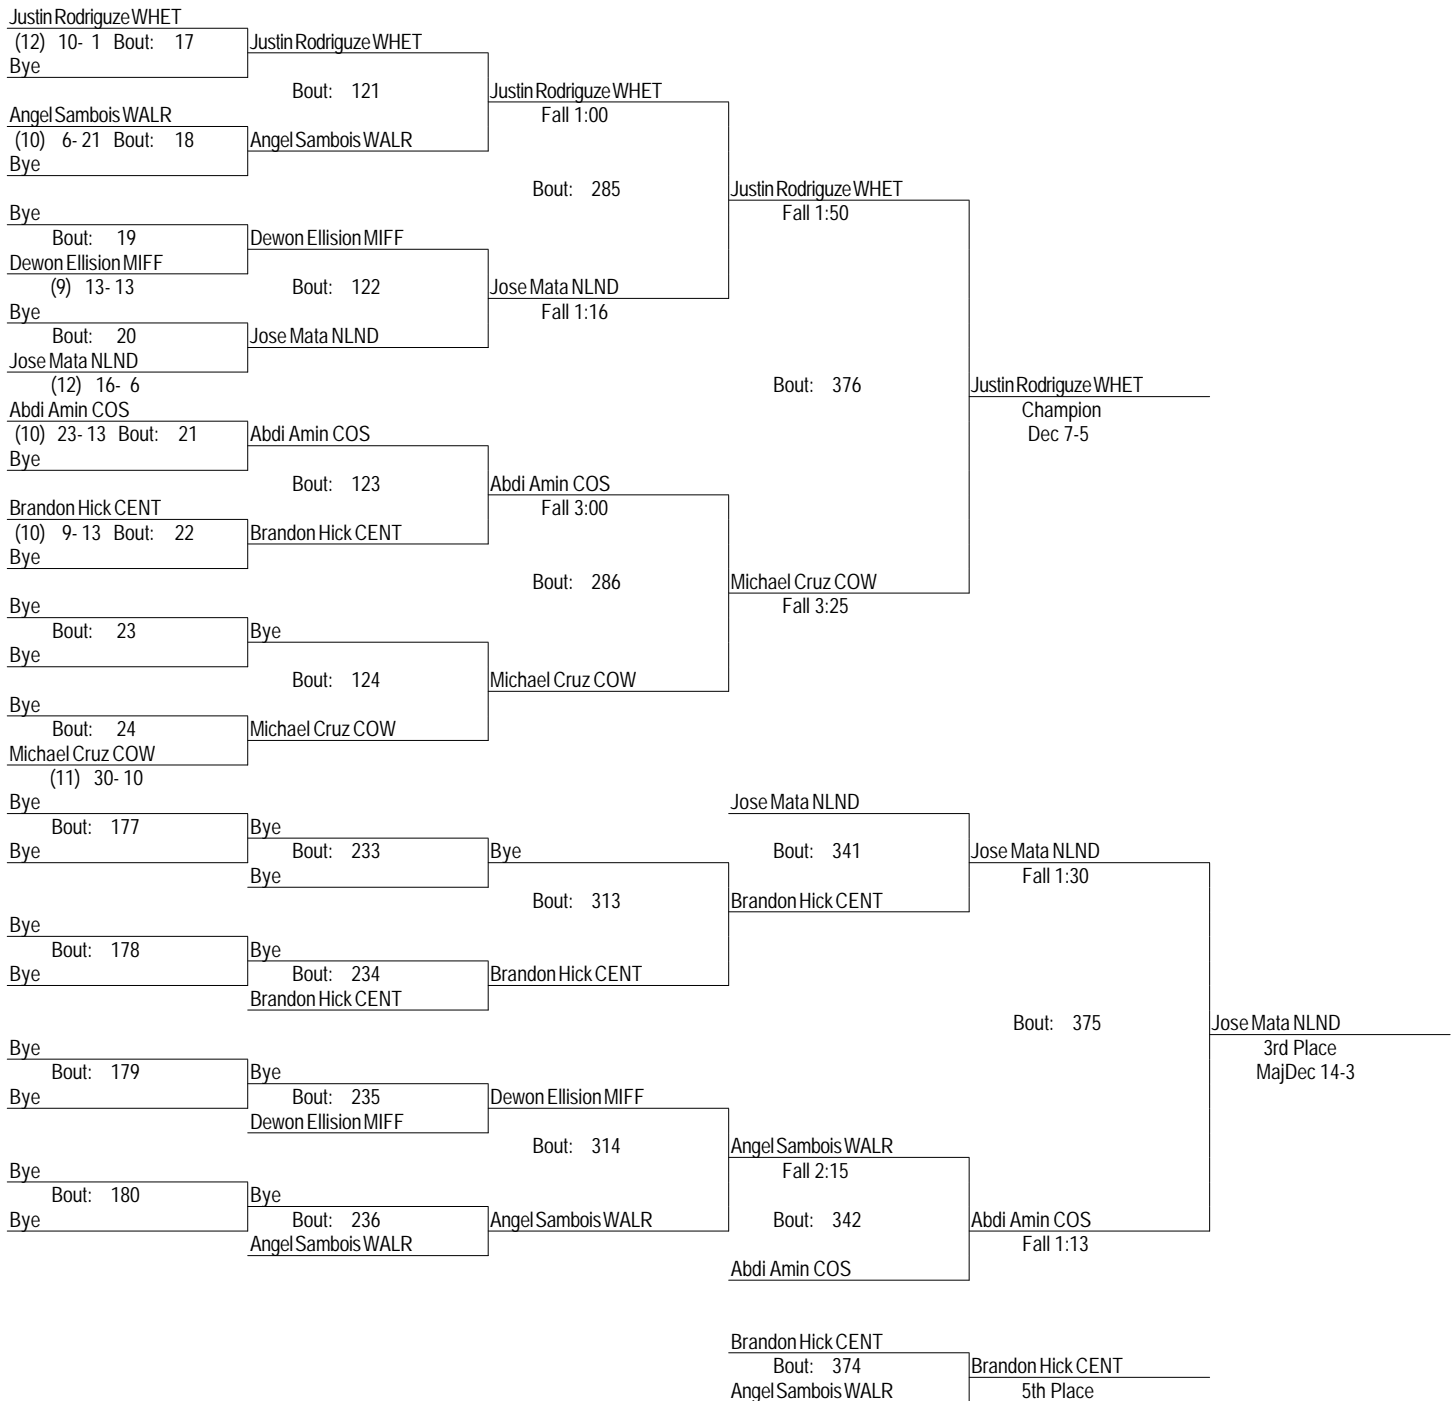 Justin Rodriguze WHET
(12) 10- 1 Bout: 17 Justin Rodriguze WHET
Bye
Bout: 121 Justin Rodriguze WHET
Angel Sambois WALR Fall 1:00
(10) 6- 21 Bout: 18 Angel Sambois WALR
Bye
Bout: 285 Justin Rodriguze WHET
Bye Fall 1:50
Bout: 19 Dewon Ellision MIFF
Dewon Ellision MIFF
(9) 13- 13 Bout: 122 Jose Mata NLND
Bye Fall 1:16
Bout: 20 Jose Mata NLND
Jose Mata NLND
(12) 16- 6 Bout: 376 Justin Rodriguze WHET
Abdi Amin COS Champion
(10) 23- 13 Bout: 21 Abdi Amin COS Dec 7-5
Bye
Bout: 123 Abdi Amin COS
Brandon Hick CENT Fall 3:00
(10) 9- 13 Bout: 22 Brandon Hick CENT
Bye
Bout: 286 Michael Cruz COW
Bye Fall 3:25
Bout: 23 Bye
Bye
Bout: 124 Michael Cruz COW
Bye
Bout: 24 Michael Cruz COW
Michael Cruz COW
(11) 30- 10
Bye Jose Mata NLND
Bout: 177 Bye
Bye Bout: 233 Bye Bout: 341 Jose Mata NLND
Bye Fall 1:30
Bout: 313 Brandon Hick CENT
Bye
Bout: 178 Bye
Bye Bout: 234 Brandon Hick CENT
Brandon Hick CENT
Bout: 375 Jose Mata NLND
Bye 3rd Place
Bout: 179 Bye MajDec 14-3
Bye Bout: 235 Dewon Ellision MIFF
Dewon Ellision MIFF
Bout: 314 Angel Sambois WALR
Bye Fall 2:15
Bout: 180 Bye
Bye Bout: 236 Angel Sambois WALR Bout: 342 Abdi Amin COS
Angel Sambois WALR Fall 1:13
Abdi Amin COS
Brandon Hick CENT
Bout: 374 Brandon Hick CENT
Angel Sambois WALR 5th Place